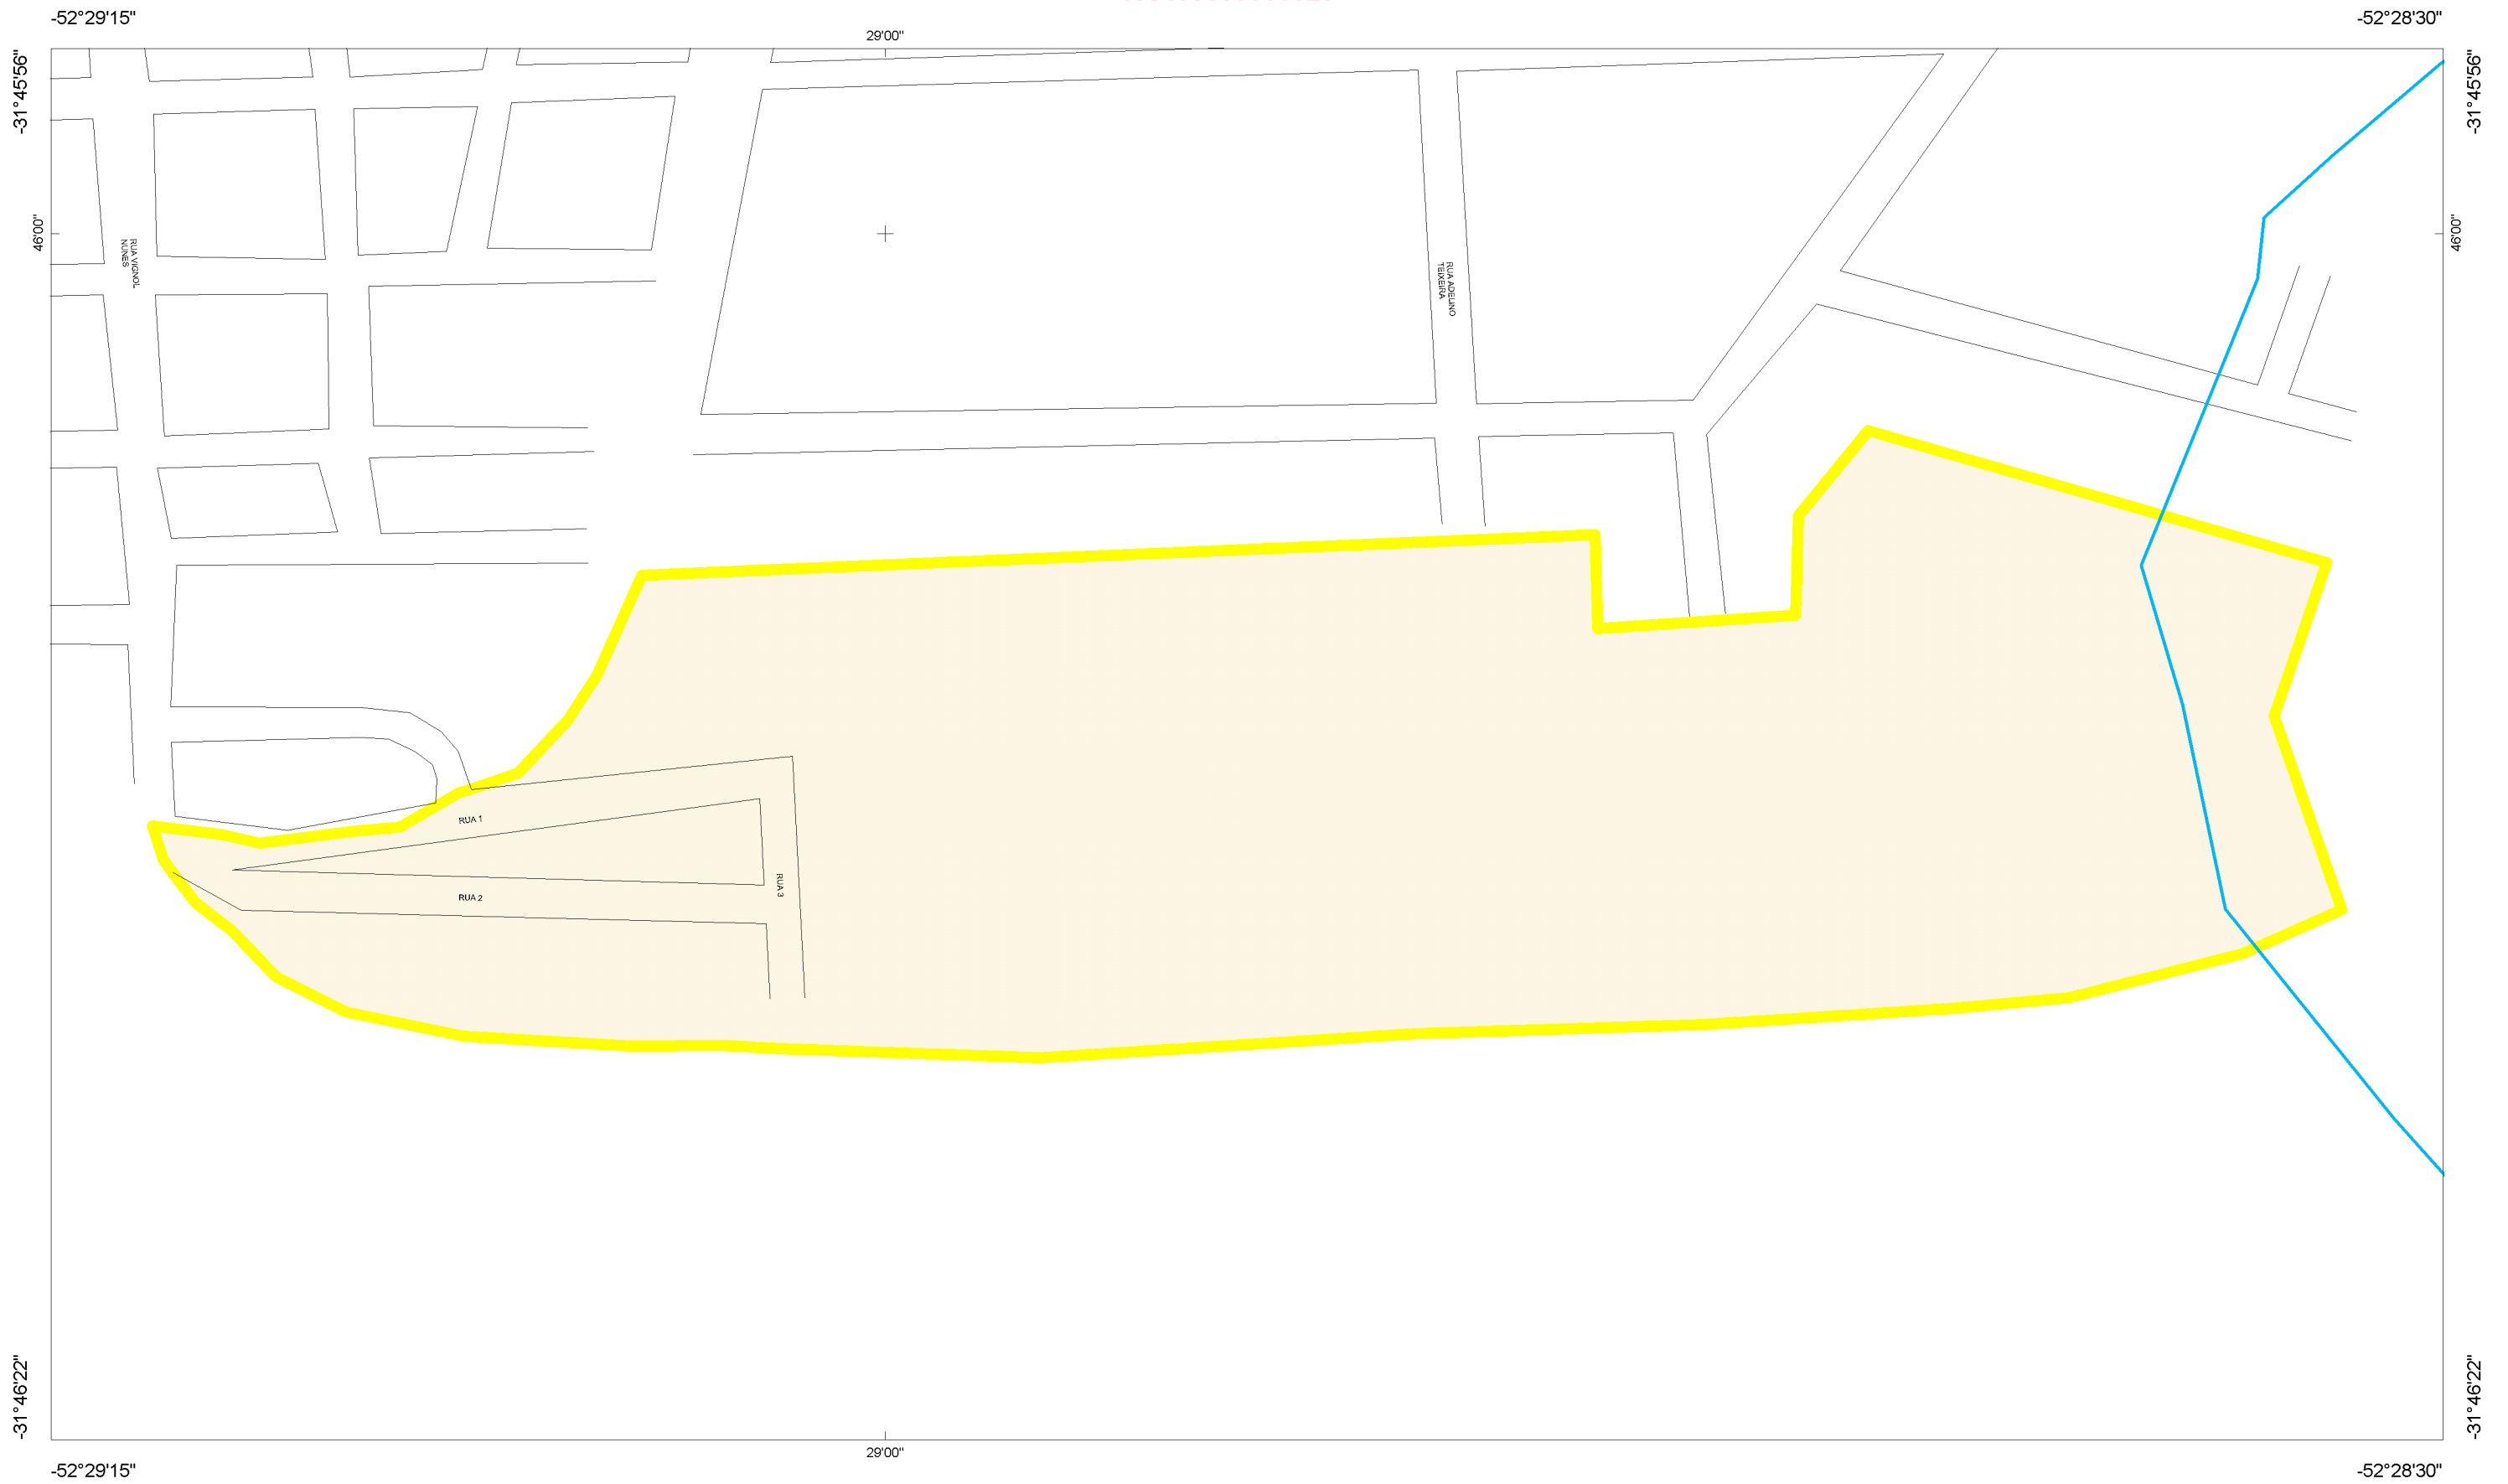 -52°29'15"
-52°28'30"
29'00"
-31°45'56"
-31°45'56"
46'00"
46'00"
RUA VIGNOL
NUNES
RUA ADELINO
TEIXEIRA
RUA 1
RUA 2
RUA 3
-31°46'22"
-31°46'22"
29'00"
-52°29'15"
-52°28'30"